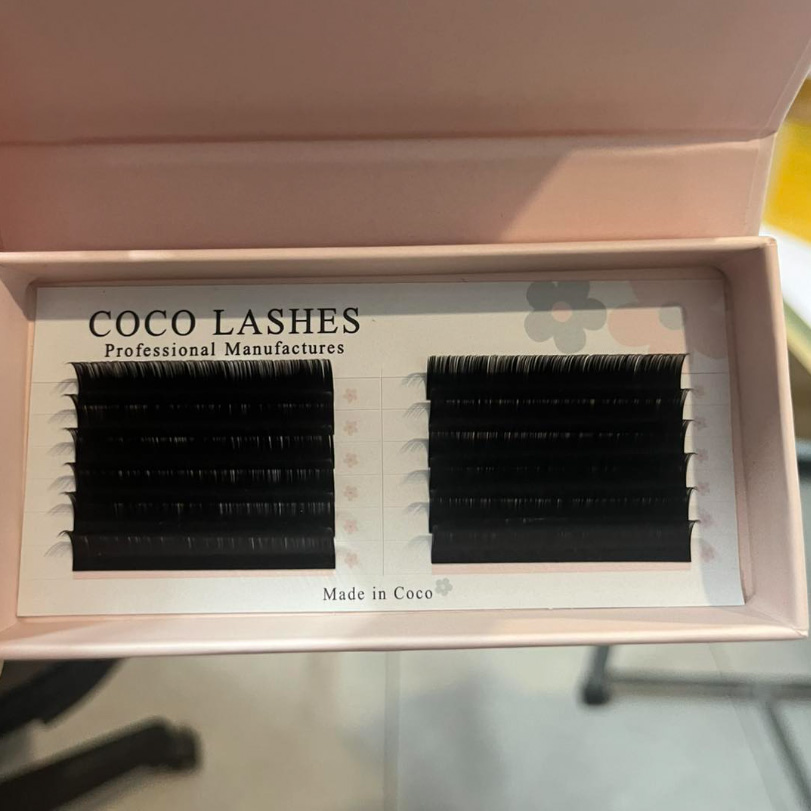 COCO LASHES
Professional Manufactures
Made in Coco